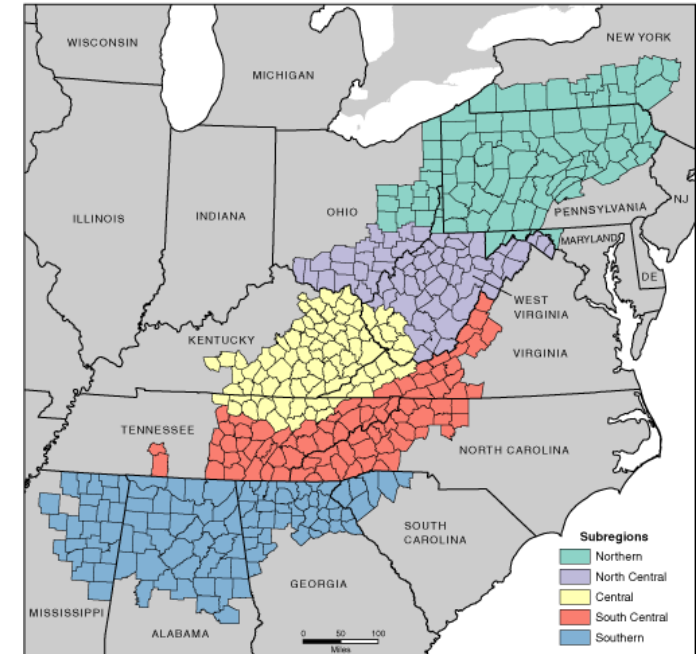 WISCONSIN
NEW YORK
MICHIGAN
ILLINOIS
INDIANA
OHIO
PENNSYLVANIA
NJ
MARYLAND
DE
WEST
VIRGINIA
KENTUCKY
VIRGINIA
TENNESSEE
NORTH CAROLINA
SOUTH
CAROLINA
GEORGIA
MISSISSIPPI
ALABAMA
Subregions
Northern
North Central
Central
South Central
Southern
0 50 100
Miles